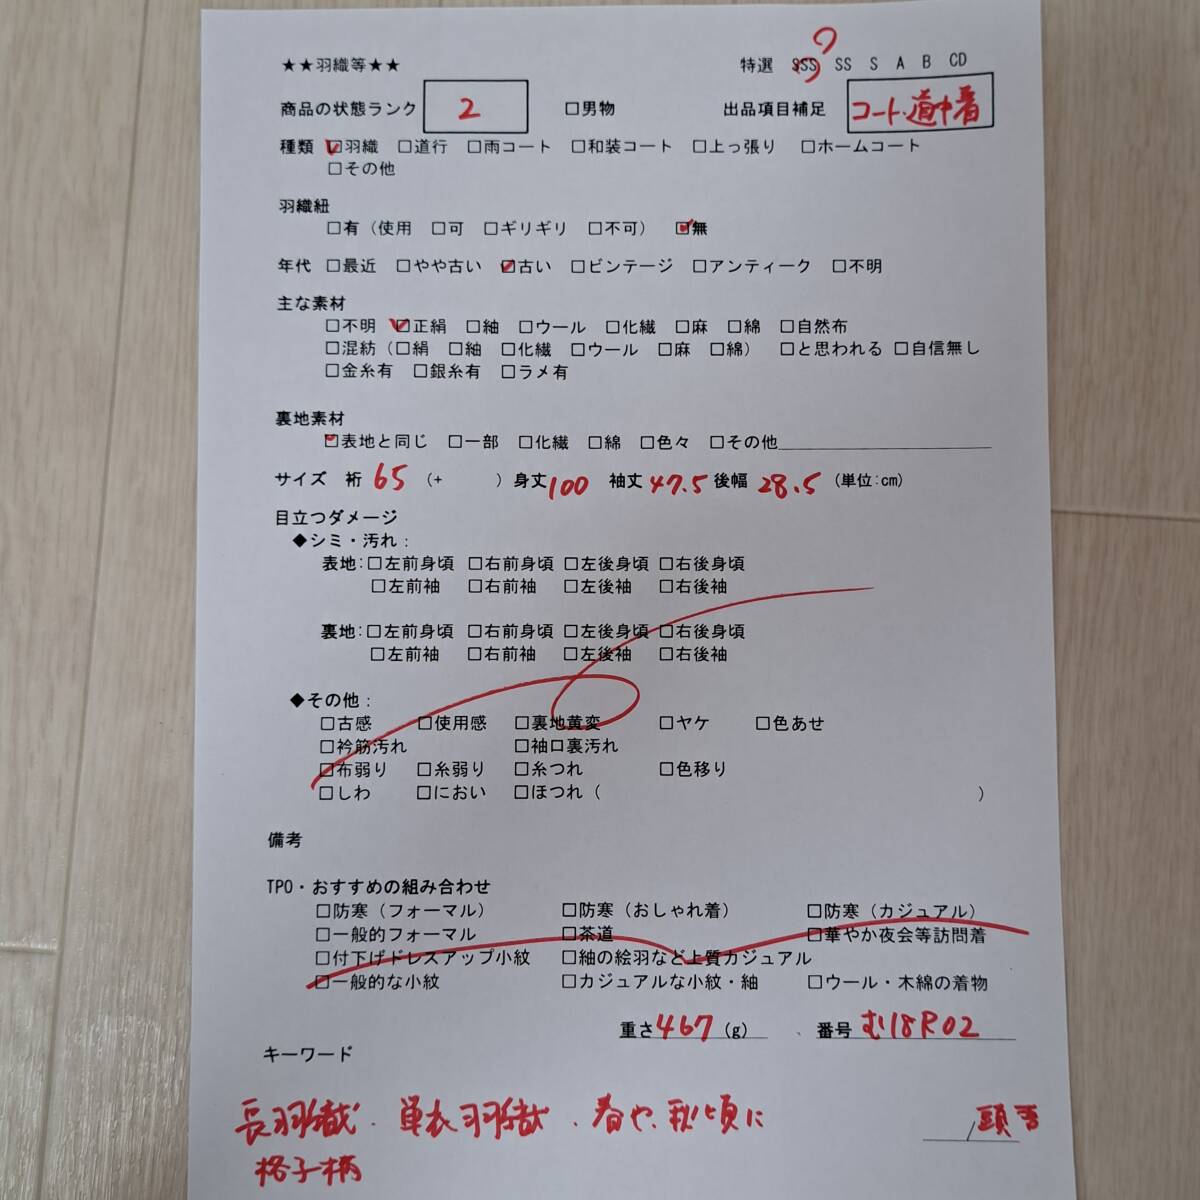 ★★羽織等★★ 特選 SSS SS S A B CD
商品の状態ランク 2 □男物 出品項目補足 コート・道中着
種類 ☑羽織 □道行 □雨コート □和装コート □上っ張り □ホームコート
□その他
羽織紐
□有（使用 □可 □ギリギリ □不可） ☑無
年代 □最近 □やや古い ☑古い □ビンテージ □アンティーク □不明
主な素材
□不明 ☑正絹 □紬 □ウール □化繊 □麻 □綿 □自然布
□混紡（□絹 □紬 □化繊 □ウール □麻 □綿） □と思われる □自信無し
□金糸有 □銀糸有 □ラメ有
裏地素材
☑表地と同じ □一部 □化繊 □綿 □色々 □その他
サイズ 裄 65 （+ ）身丈100 袖丈47.5 後幅 28.5 （単位:cm）
目立つダメージ
◆シミ・汚れ：
表地:□左前身頃 □右前身頃 □左後身頃 □右後身頃
□左前袖 □右前袖 □左後袖 □右後袖
裏地:□左前身頃 □右前身頃 □左後身頃 □右後身頃
□左前袖 □右前袖 □左後袖 □右後袖
◆その他：
□古感 □使用感 □裏地黄変 □ヤケ □色あせ
□衿筋汚れ □袖口裏汚れ
□布弱り □糸弱り □糸つれ □色移り
□しわ □におい □ほつれ（ ）
備考
TPO・おすすめの組み合わせ
□防寒（フォーマル） □防寒（おしゃれ着） □防寒（カジュアル）
□一般的フォーマル □茶道 □華やか夜会等訪問着
□付下げドレスアップ小紋 □紬の絵羽など上質カジュアル
□一般的な小紋 □カジュアルな小紋・紬 □ウール・木綿の着物
重さ467(g) 番号 む18R02
キーワード
長羽織・単衣羽織・春や、秋頃に
格子柄